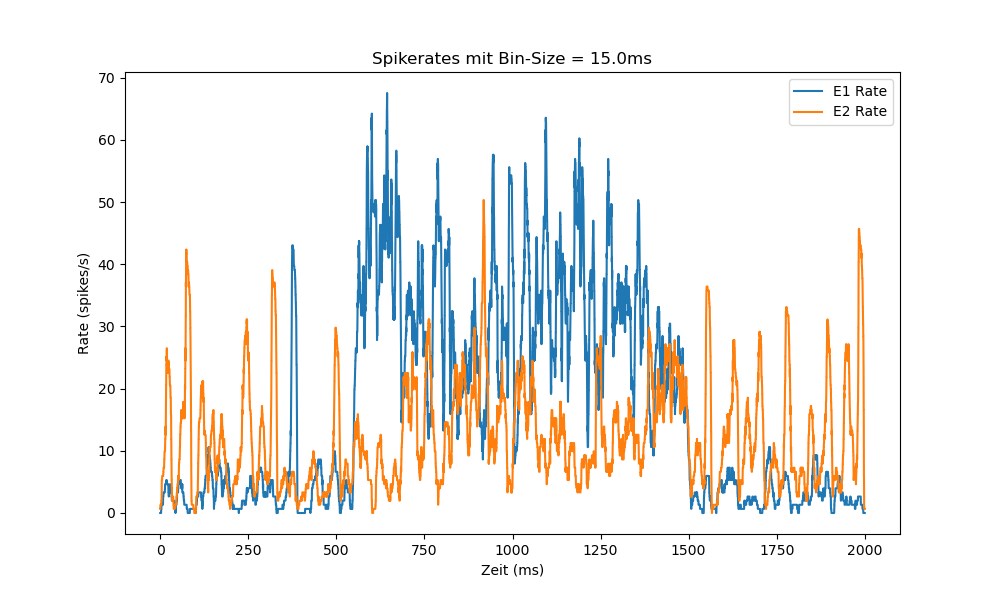 Spikerates mit Bin-Size = 15.0ms
E1 Rate
E2 Rate
Rate (spikes/s)
70
60
50
40
30
20
10
0
0 250 500 750 1000 1250 1500 1750 2000
Zeit (ms)